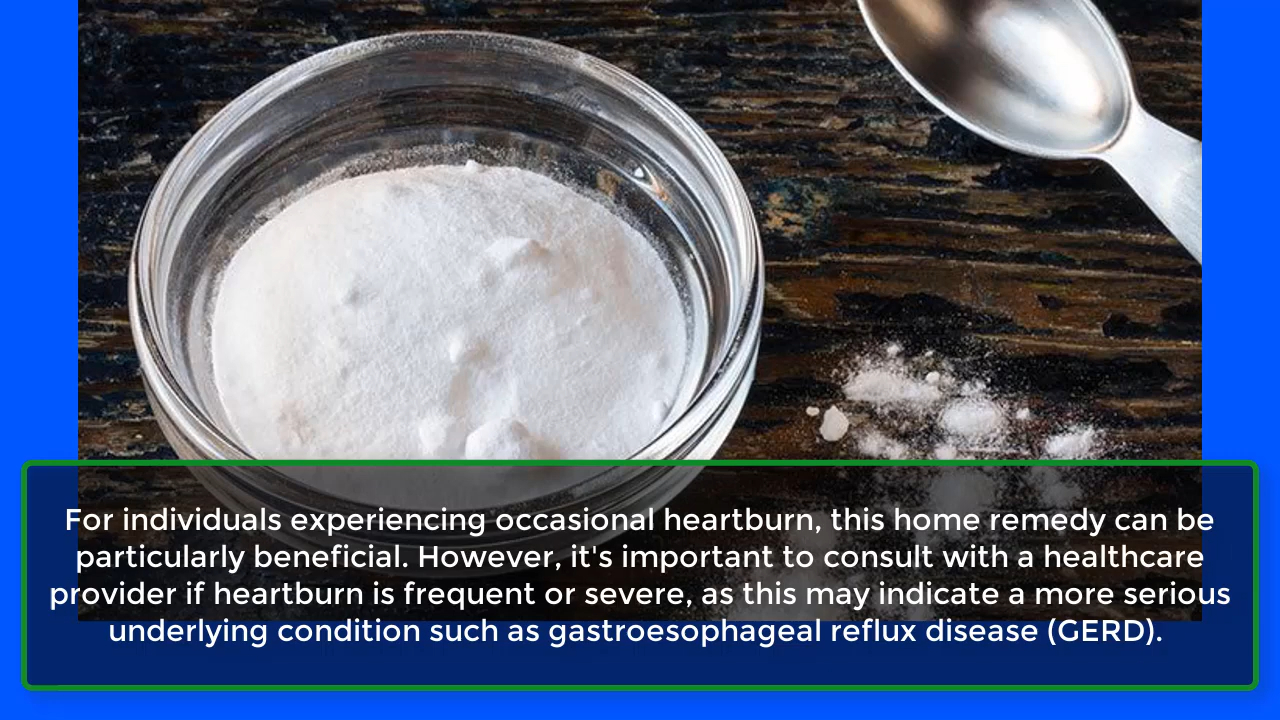 For individuals experiencing occasional heartburn, this home remedy can be
particularly beneficial. However, it's important to consult with a healthcare
provider if heartburn is frequent or severe, as this may indicate a more serious
underlying condition such as gastroesophageal reflux disease (GERD).